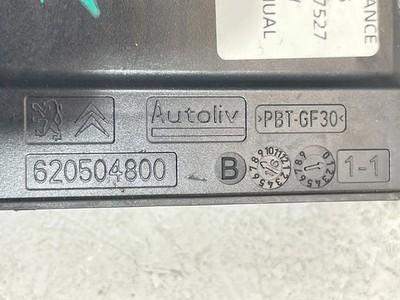 ANCE
7527
UAL
Autoliv
>PBT-GF30<
620504800
B
1-1